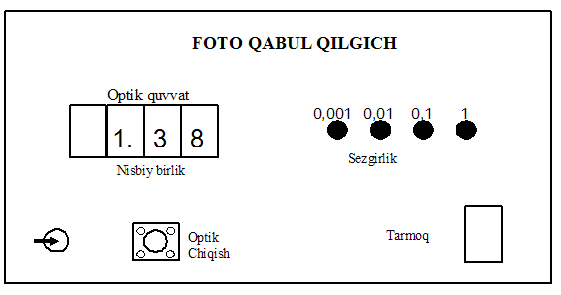 FOTO QABUL QILGICH
Optik quvvat
1. 3 8
Nisbiy birlik
0,001 0,01 0,1 1
Sezgirlik
Optik
Chiqish
Tarmoq